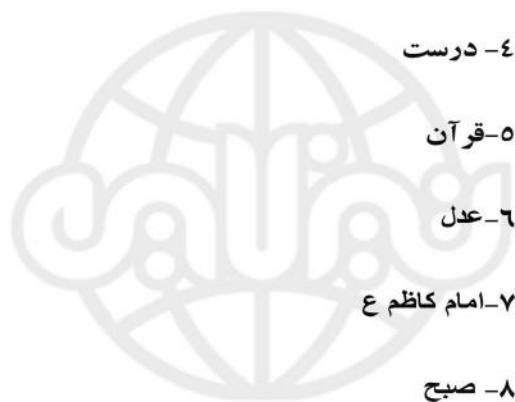 ٤- درست
٥-قرآن
٦-عدل
٧-امام کاظم ع
٨- صبح